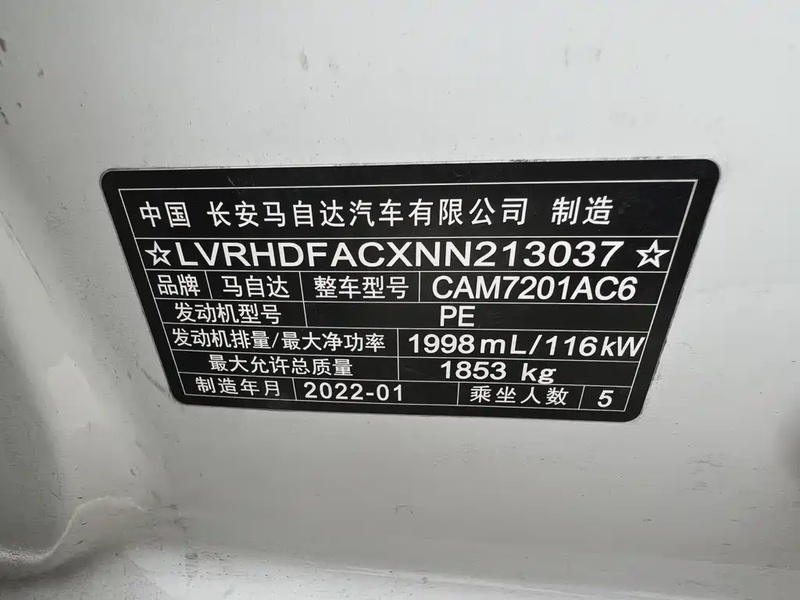 中国 长安马自达汽车有限公司 制造
☆LVRHDFACXNN213037☆
品牌 马自达 整车型号 CAM7201AC6
发动机型号 PE
发动机排量/最大净功率 1998mL/116kW
最大允许总质量 1853 kg
制造年月 2022-01 乘坐人数 5